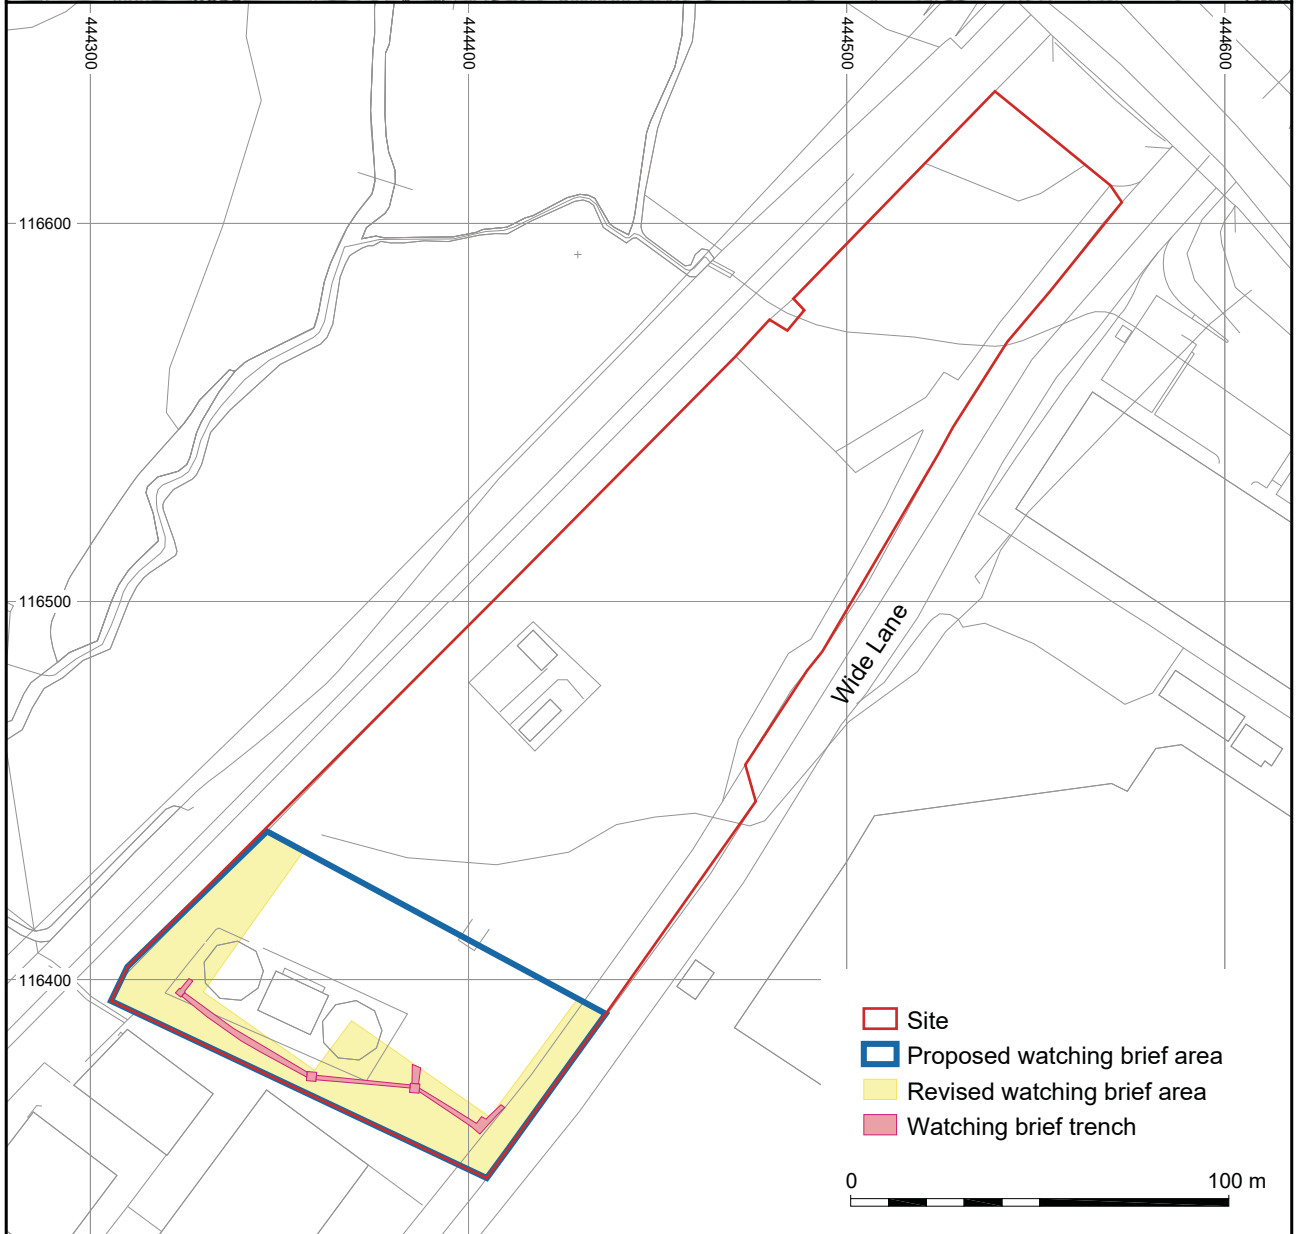 444300
444400
444500
444600
116600
116500
Wide Lane
116400
Site
Proposed watching brief area
Revised watching brief area
Watching brief trench
0
100 m